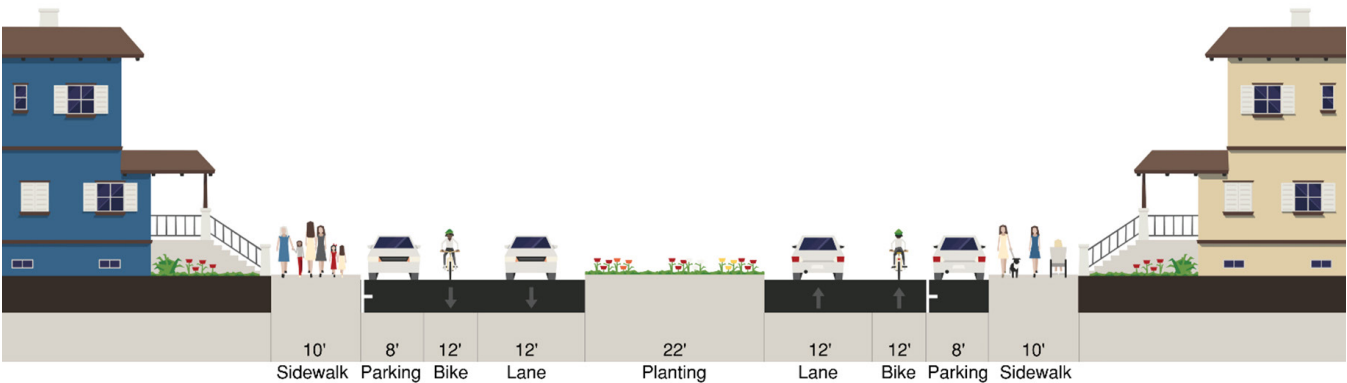 10' 8' 12' 12' 22' 12' 12' 8' 10'
Sidewalk Parking Bike Lane Planting Lane Bike Parking Sidewalk